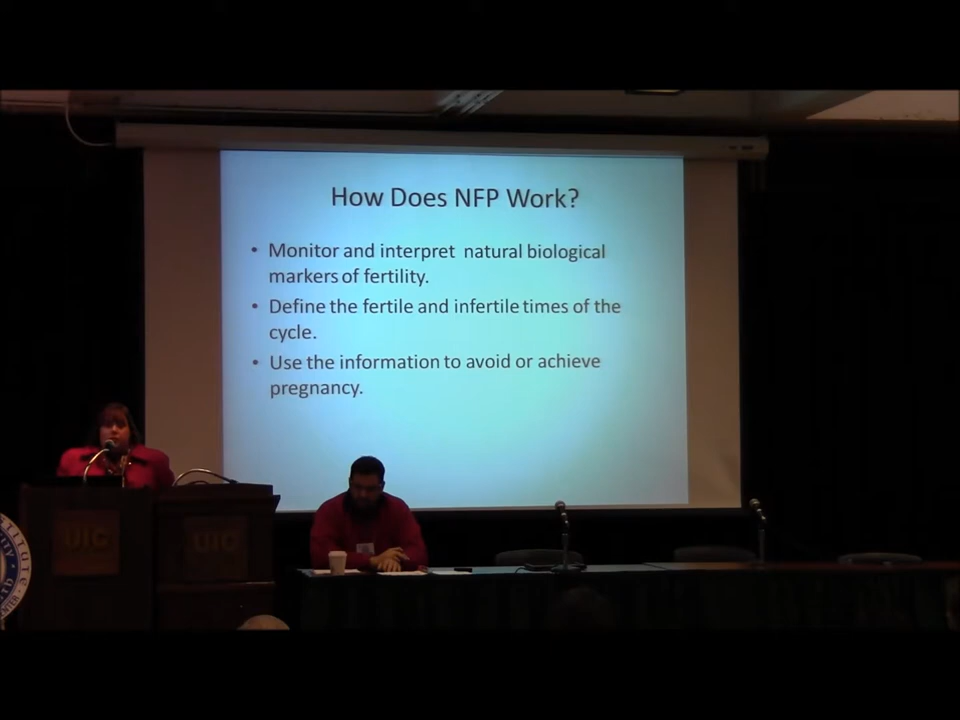 How Does NFP Work?
• Monitor and interpret natural biological
markers of fertility.
• Define the fertile and infertile times of the
cycle.
• Use the information to avoid or achieve
pregnancy.
UIC
UIC